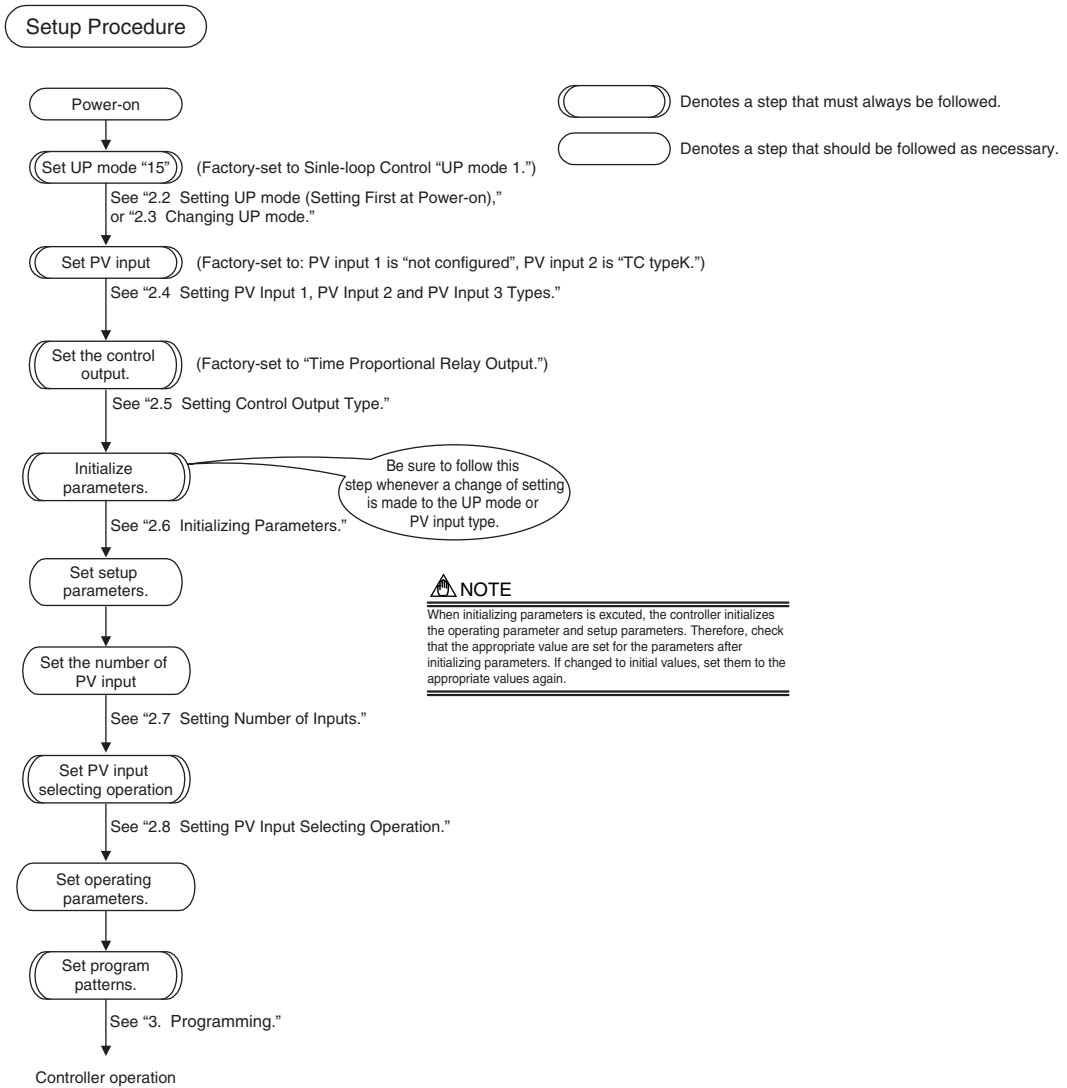 Setup Procedure
Power-on
Denotes a step that must always be followed.
Denotes a step that should be followed as necessary.
Set UP mode “15”
(Factory-set to Sinle-loop Control “UP mode 1.”)
See “2.2 Setting UP mode (Setting First at Power-on),”
or “2.3 Changing UP mode.”
Set PV input
(Factory-set to: PV input 1 is “not configured”, PV input 2 is “TC typeK.”)
See “2.4 Setting PV Input 1, PV Input 2 and PV Input 3 Types.”
Set the control
output.
(Factory-set to “Time Proportional Relay Output.”)
See “2.5 Setting Control Output Type.”
Initialize
parameters.
Be sure to follow this
step whenever a change of setting
is made to the UP mode or
PV input type.
See “2.6 Initializing Parameters.”
Set setup
parameters.
NOTE
When initializing parameters is excuted, the controller initializes
the operating parameter and setup parameters. Therefore, check
that the appropriate value are set for the parameters after
initializing parameters. If changed to initial values, set them to the
appropriate values again.
Set the number of
PV input
See “2.7 Setting Number of Inputs.”
Set PV input
selecting operation
See “2.8 Setting PV Input Selecting Operation.”
Set operating
parameters.
Set program
patterns.
See “3. Programming.”
Controller operation